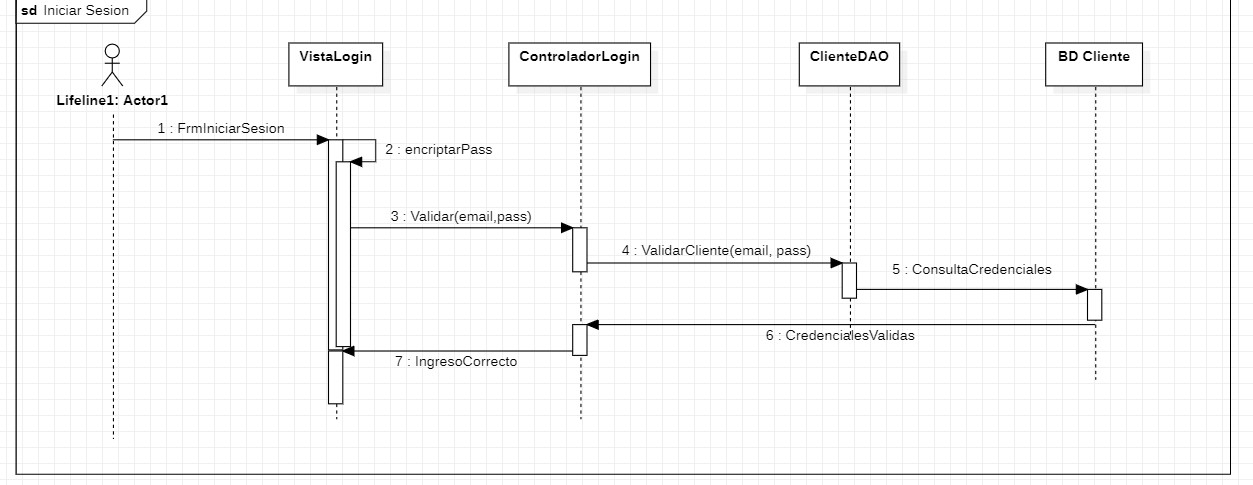 sd Iniciar Sesion
VistaLogin
ControladorLogin
ClienteDAO
BD Cliente
Lifeline1: Actor1
1 : FrmIniciarSesion
2 : encriptarPass
3 : Validar(email,pass)
4 : ValidarCliente(email, pass)
5 : ConsultaCredenciales
6 : CredencialesValidas
7 : IngresoCorrecto